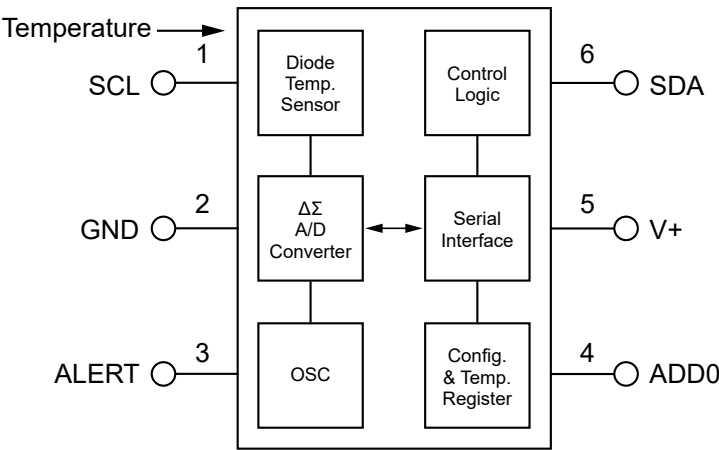 Temperature
1
SCL
Diode
Temp.
Sensor
Control
Logic
6
SDA
2
GND
ΔΣ
A/D
Converter
Serial
Interface
5
V+
3
ALERT
OSC
Config.
& Temp.
Register
4
ADD0